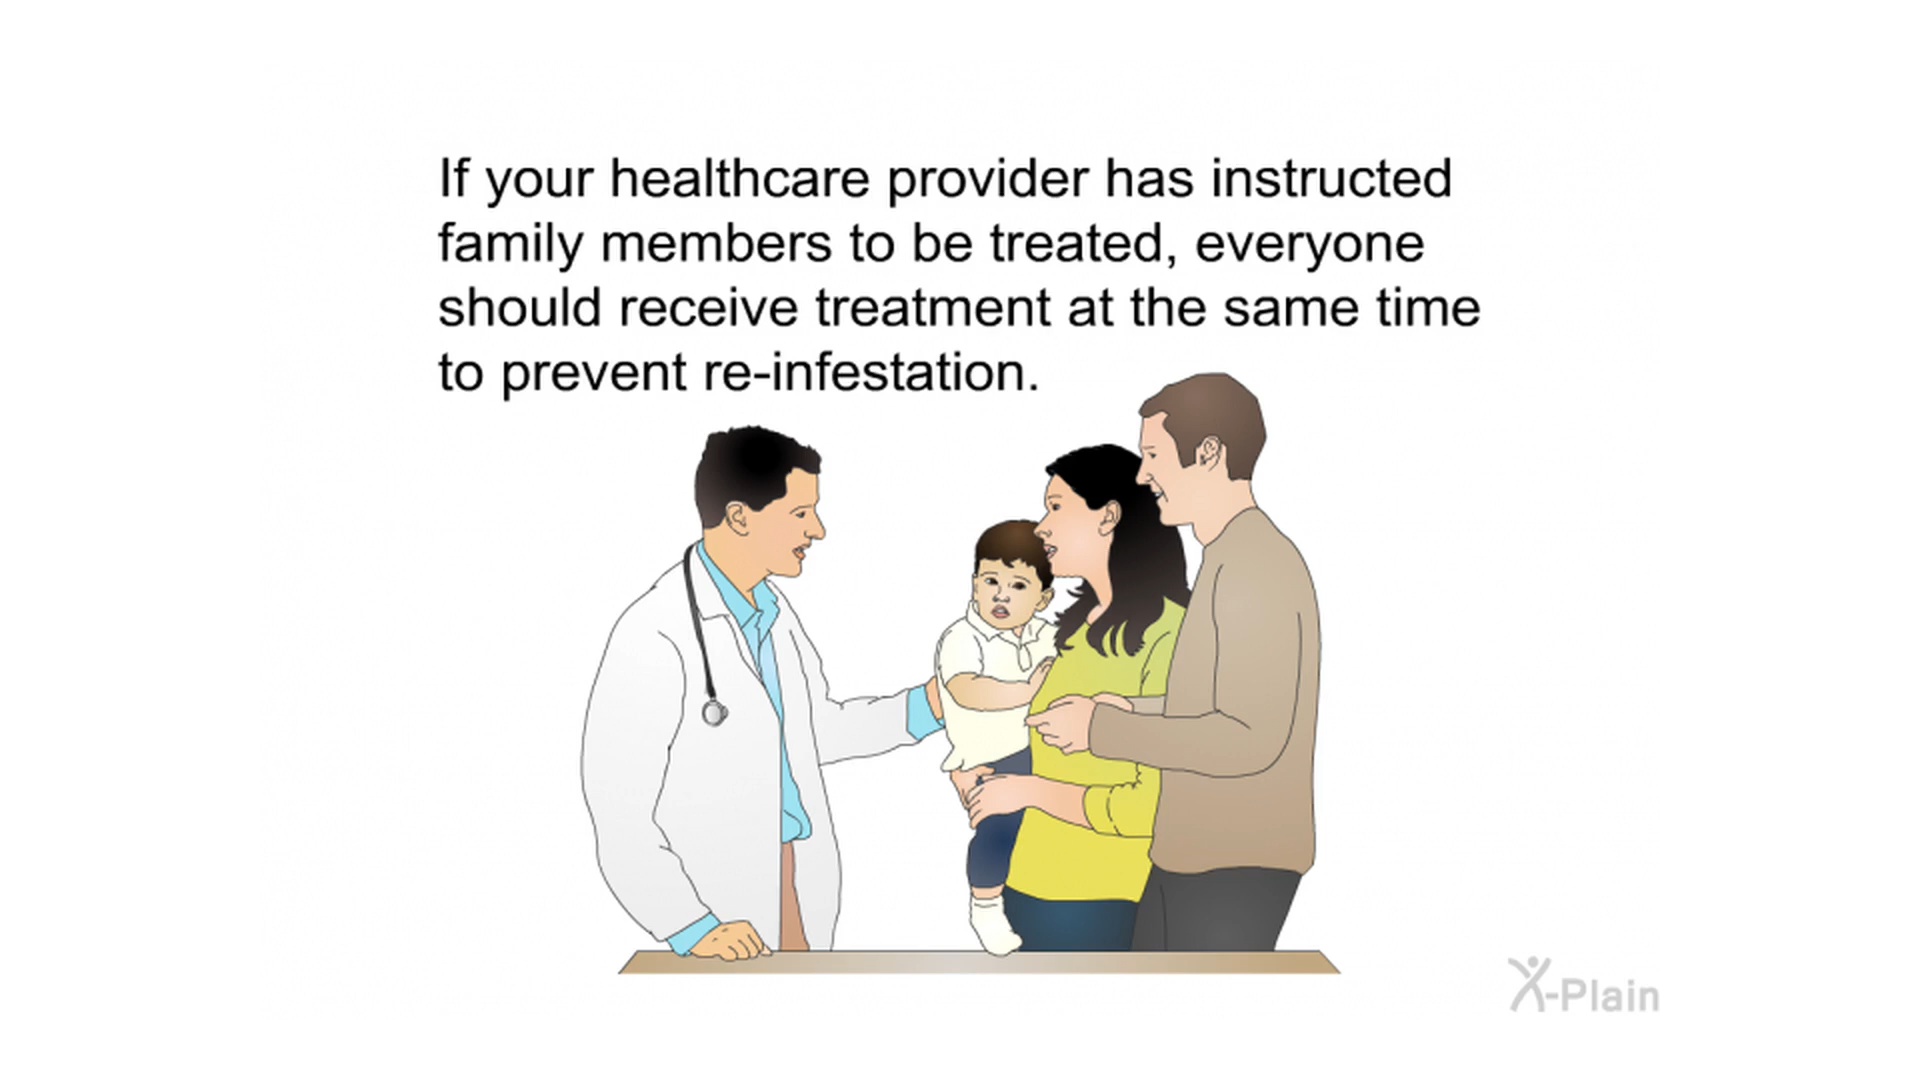 If your healthcare provider has instructed
family members to be treated, everyone
should receive treatment at the same time
to prevent re-infestation.
X-Plain